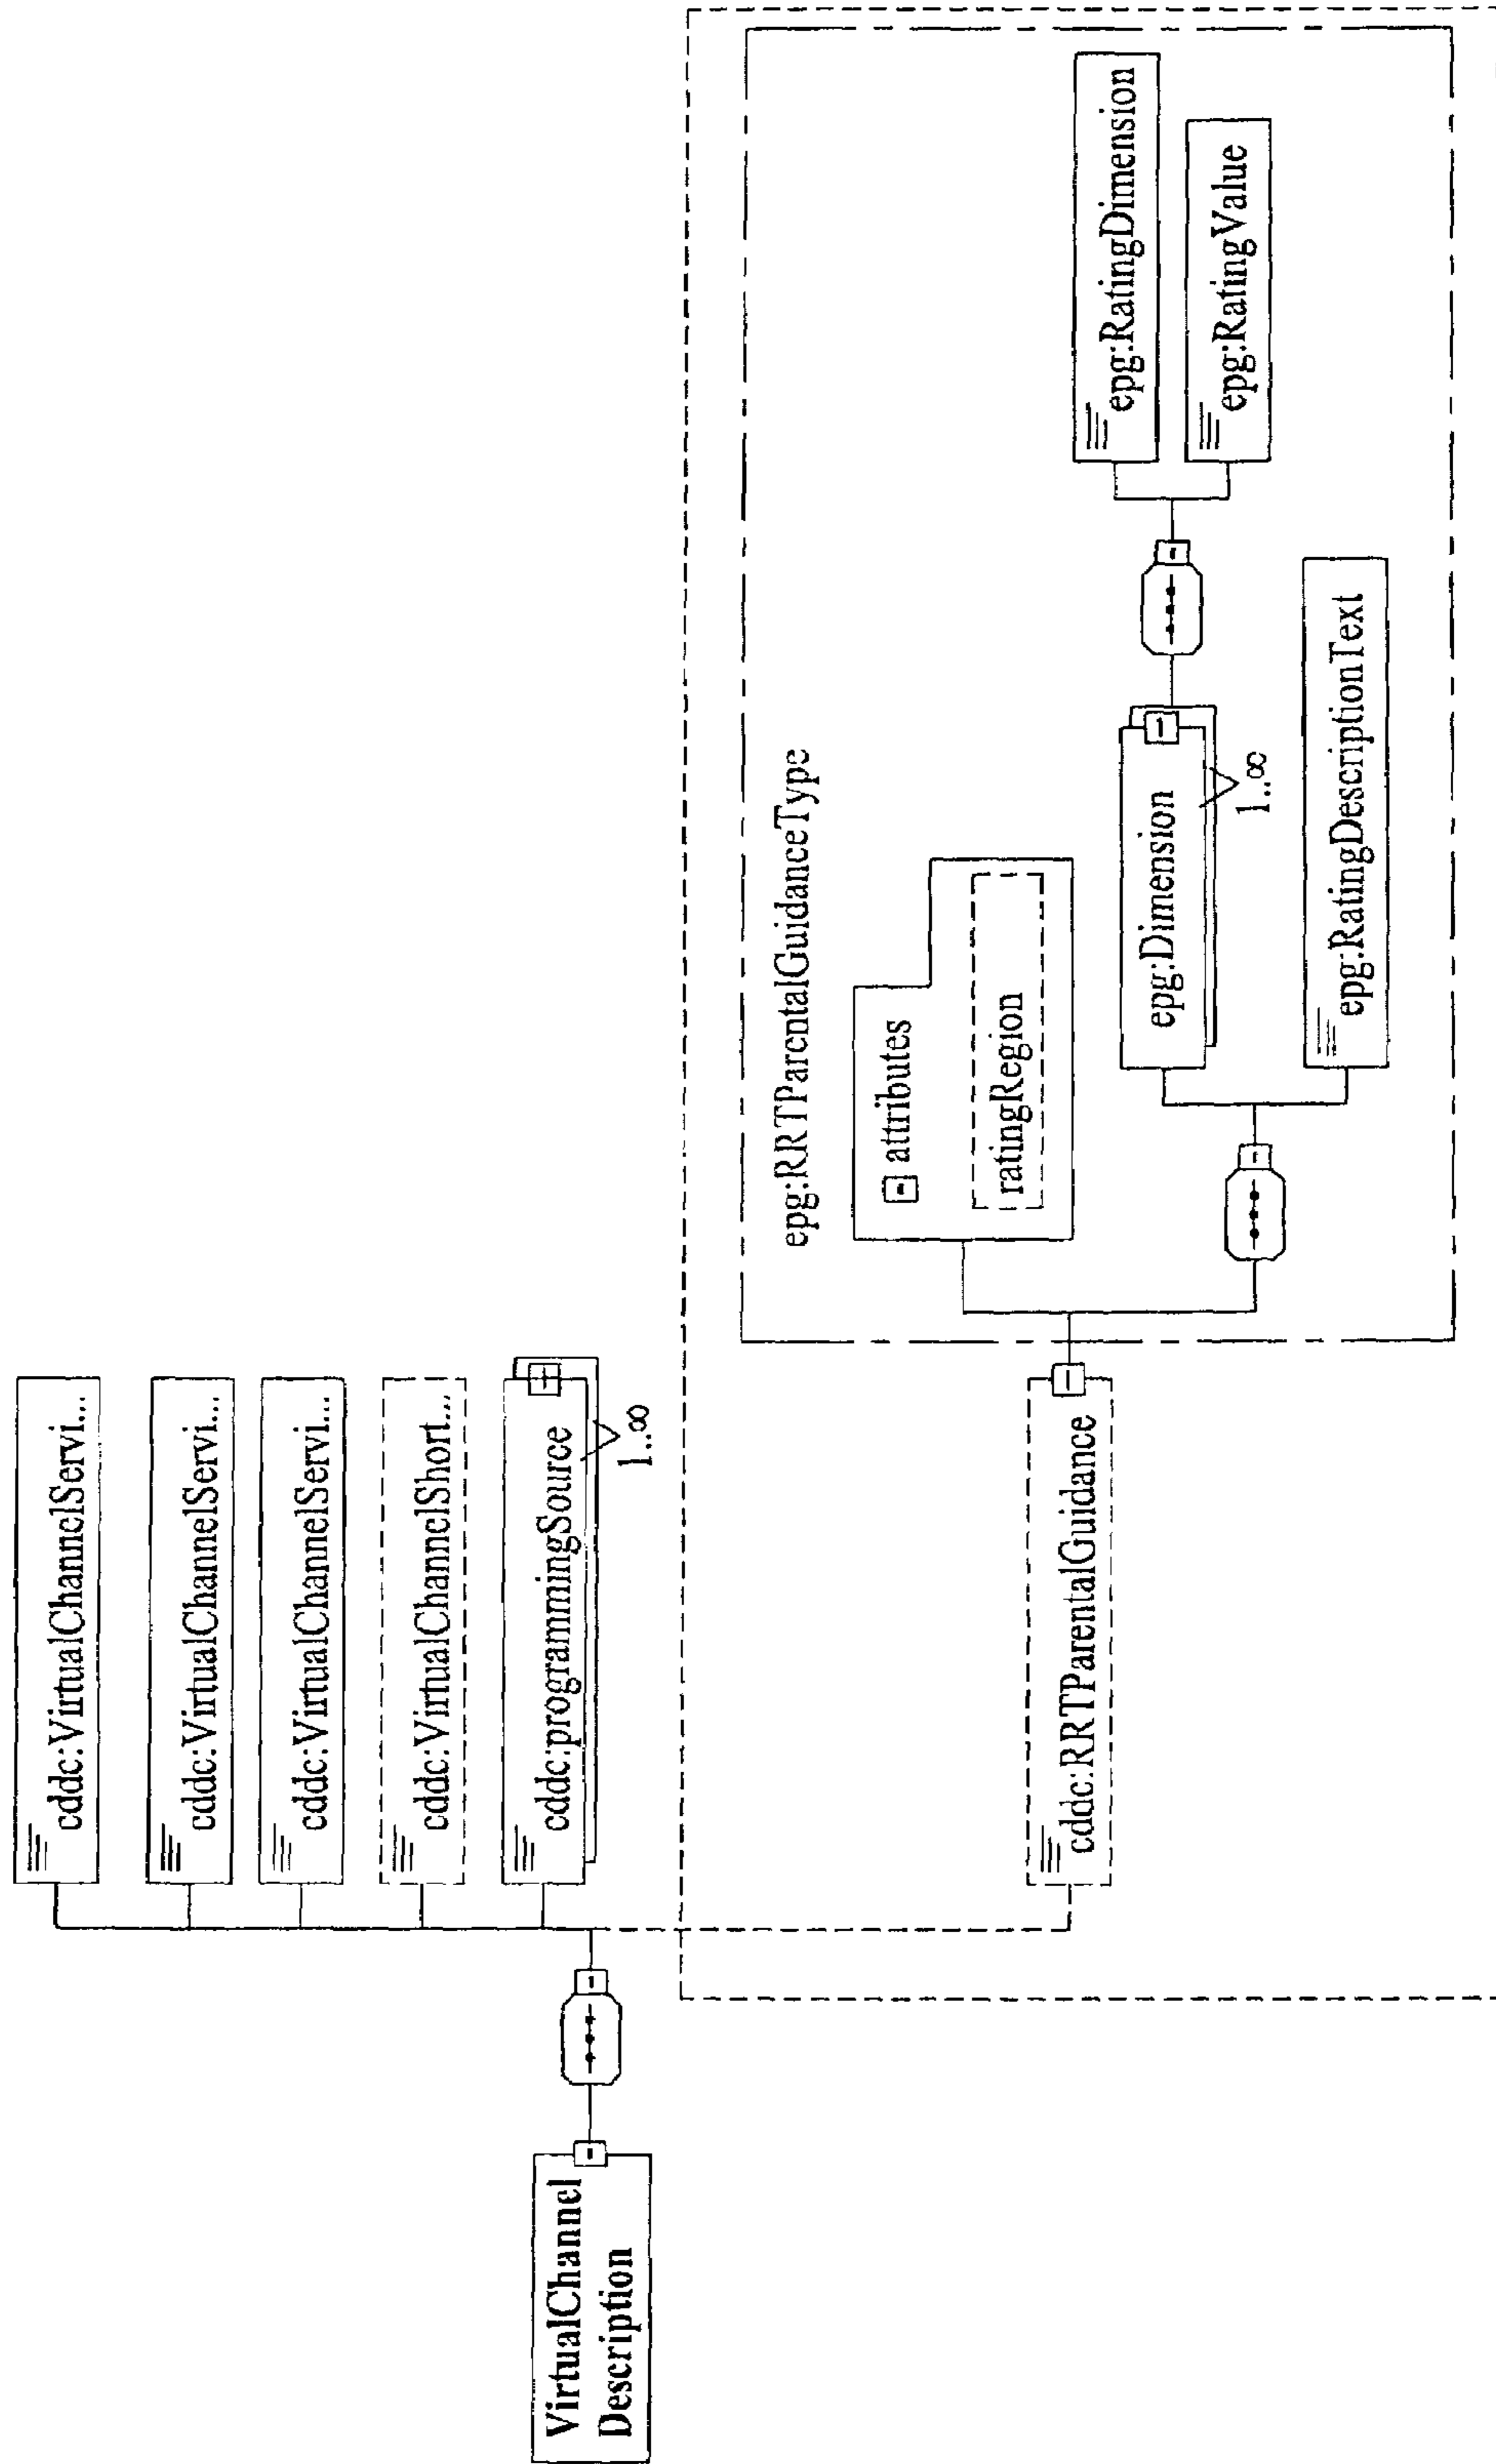 VirtualChannel
Description
cddc:VirtualChannelServi...
cddc:VirtualChannelServi...
cddc:VirtualChannelServi...
cddc:VirtualChannelShort...
cddc:programmingSource
1..∞
cddc:RRTParentalGuidance
epg:RRTParentalGuidanceType
attributes
ratingRegion
epg:Dimension
1..∞
epg:RatingDimension
epg:RatingValue
epg:RatingDescriptionText